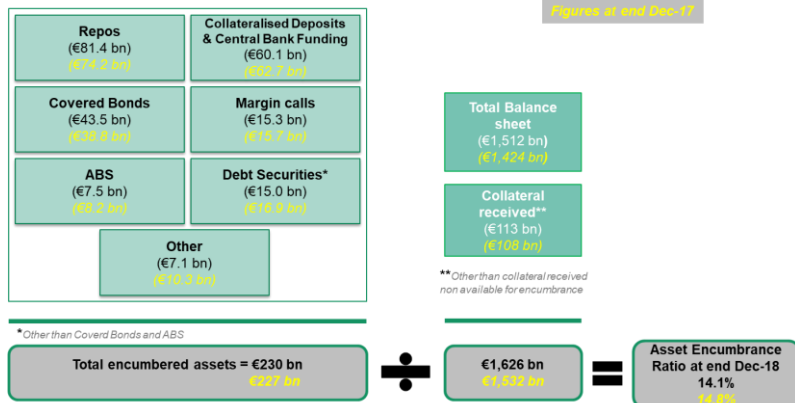 Figures at end Dec-17
Repos
(€81.4 bn)
(€74.2 bn)
Collateralised Deposits
& Central Bank Funding
(€60.1 bn)
(€62.7 bn)
Covered Bonds
(€43.5 bn)
(€38.8 bn)
Margin calls
(€15.3 bn)
(€15.7 bn)
ABS
(€7.5 bn)
(€8.2 bn)
Debt Securities*
(€15.0 bn)
(€16.9 bn)
Other
(€7.1 bn)
(€10.3 bn)
Total Balance
sheet
(€1,512 bn)
(€1,424 bn)
Collateral
received**
(€113 bn)
(€108 bn)
**Other than collateral received
non available for encumbrance
*Other than Coverd Bonds and ABS
Total encumbered assets = €230 bn
€227 bn
÷
€1,626 bn
€1,532 bn
=
Asset Encumbrance
Ratio at end Dec-18
14.1%
14.8%